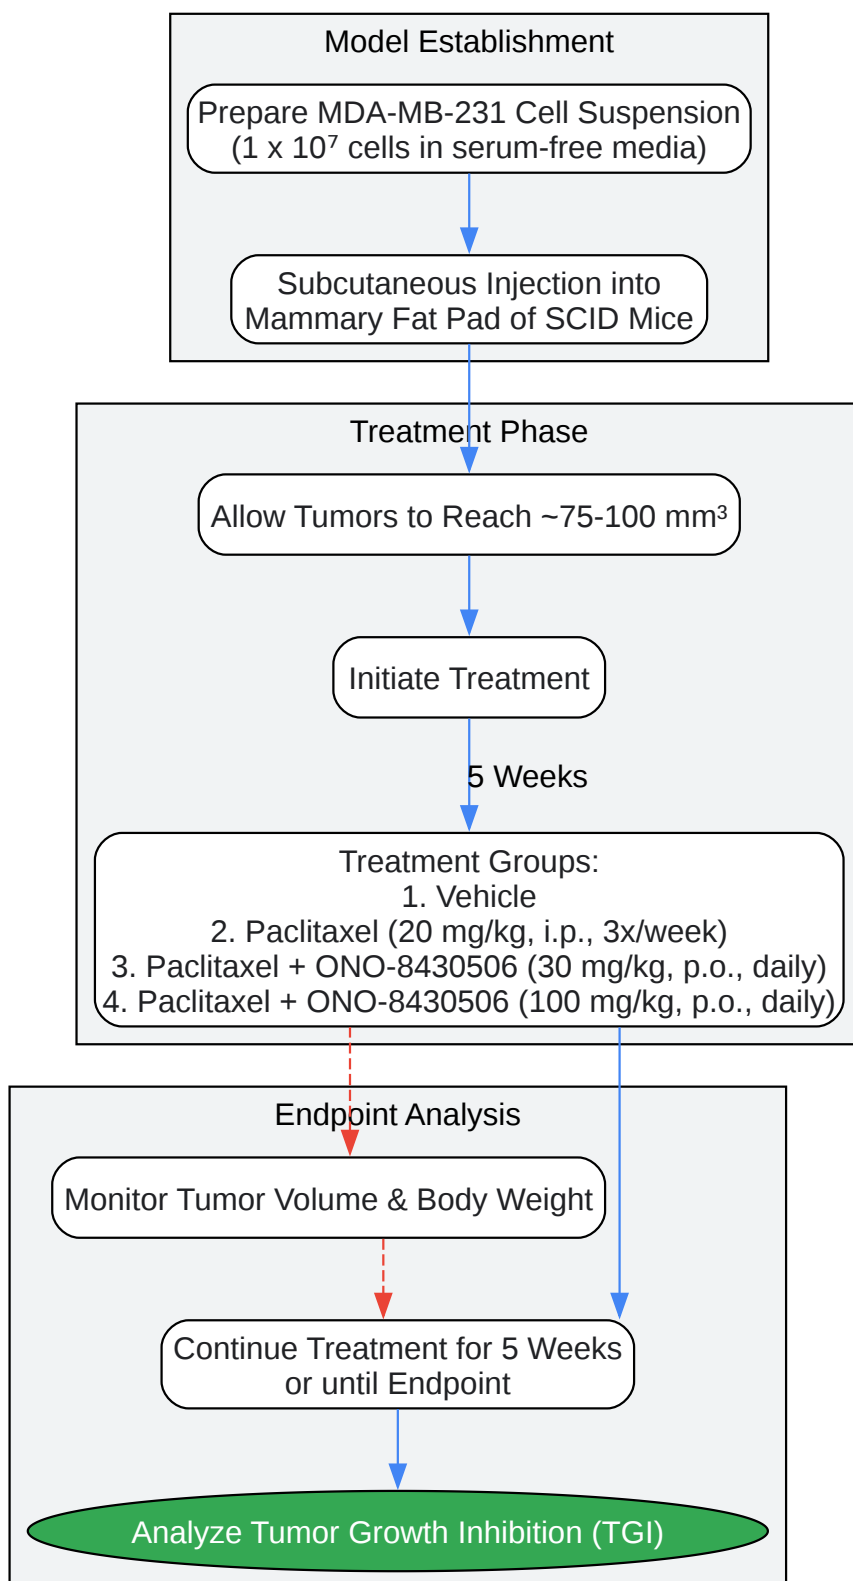 Model Establishment
Prepare MDA-MB-231 Cell Suspension
(1 x 10⁷ cells in serum-free media)
Subcutaneous Injection into
Mammary Fat Pad of SCID Mice
Treatment Phase
Allow Tumors to Reach ~75-100 mm³
Initiate Treatment
5 Weeks
Treatment Groups:
1. Vehicle
2. Paclitaxel (20 mg/kg, i.p., 3x/week)
3. Paclitaxel + ONO-8430506 (30 mg/kg, p.o., daily)
4. Paclitaxel + ONO-8430506 (100 mg/kg, p.o., daily)
Endpoint Analysis
Monitor Tumor Volume & Body Weight
Continue Treatment for 5 Weeks
or until Endpoint
Analyze Tumor Growth Inhibition (TGI)